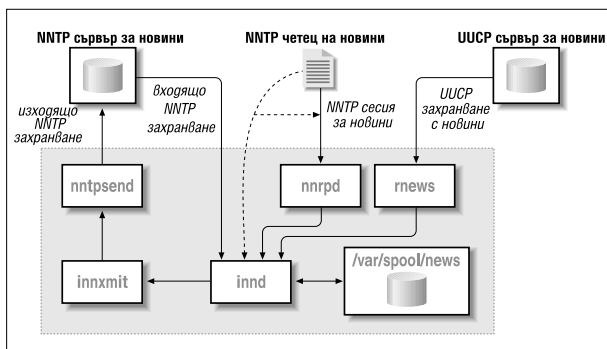 NNTP сървър за новини
NNTP четец на новини
UUCP сървър за новини
изходящо
NNTP
захранване
входящо
NNTP
захранване
NNTP сесия
за новини
UUCP
захранване
с новини
nntpsend
nnrpd
rnews
innxmit
innd
/var/spool/news